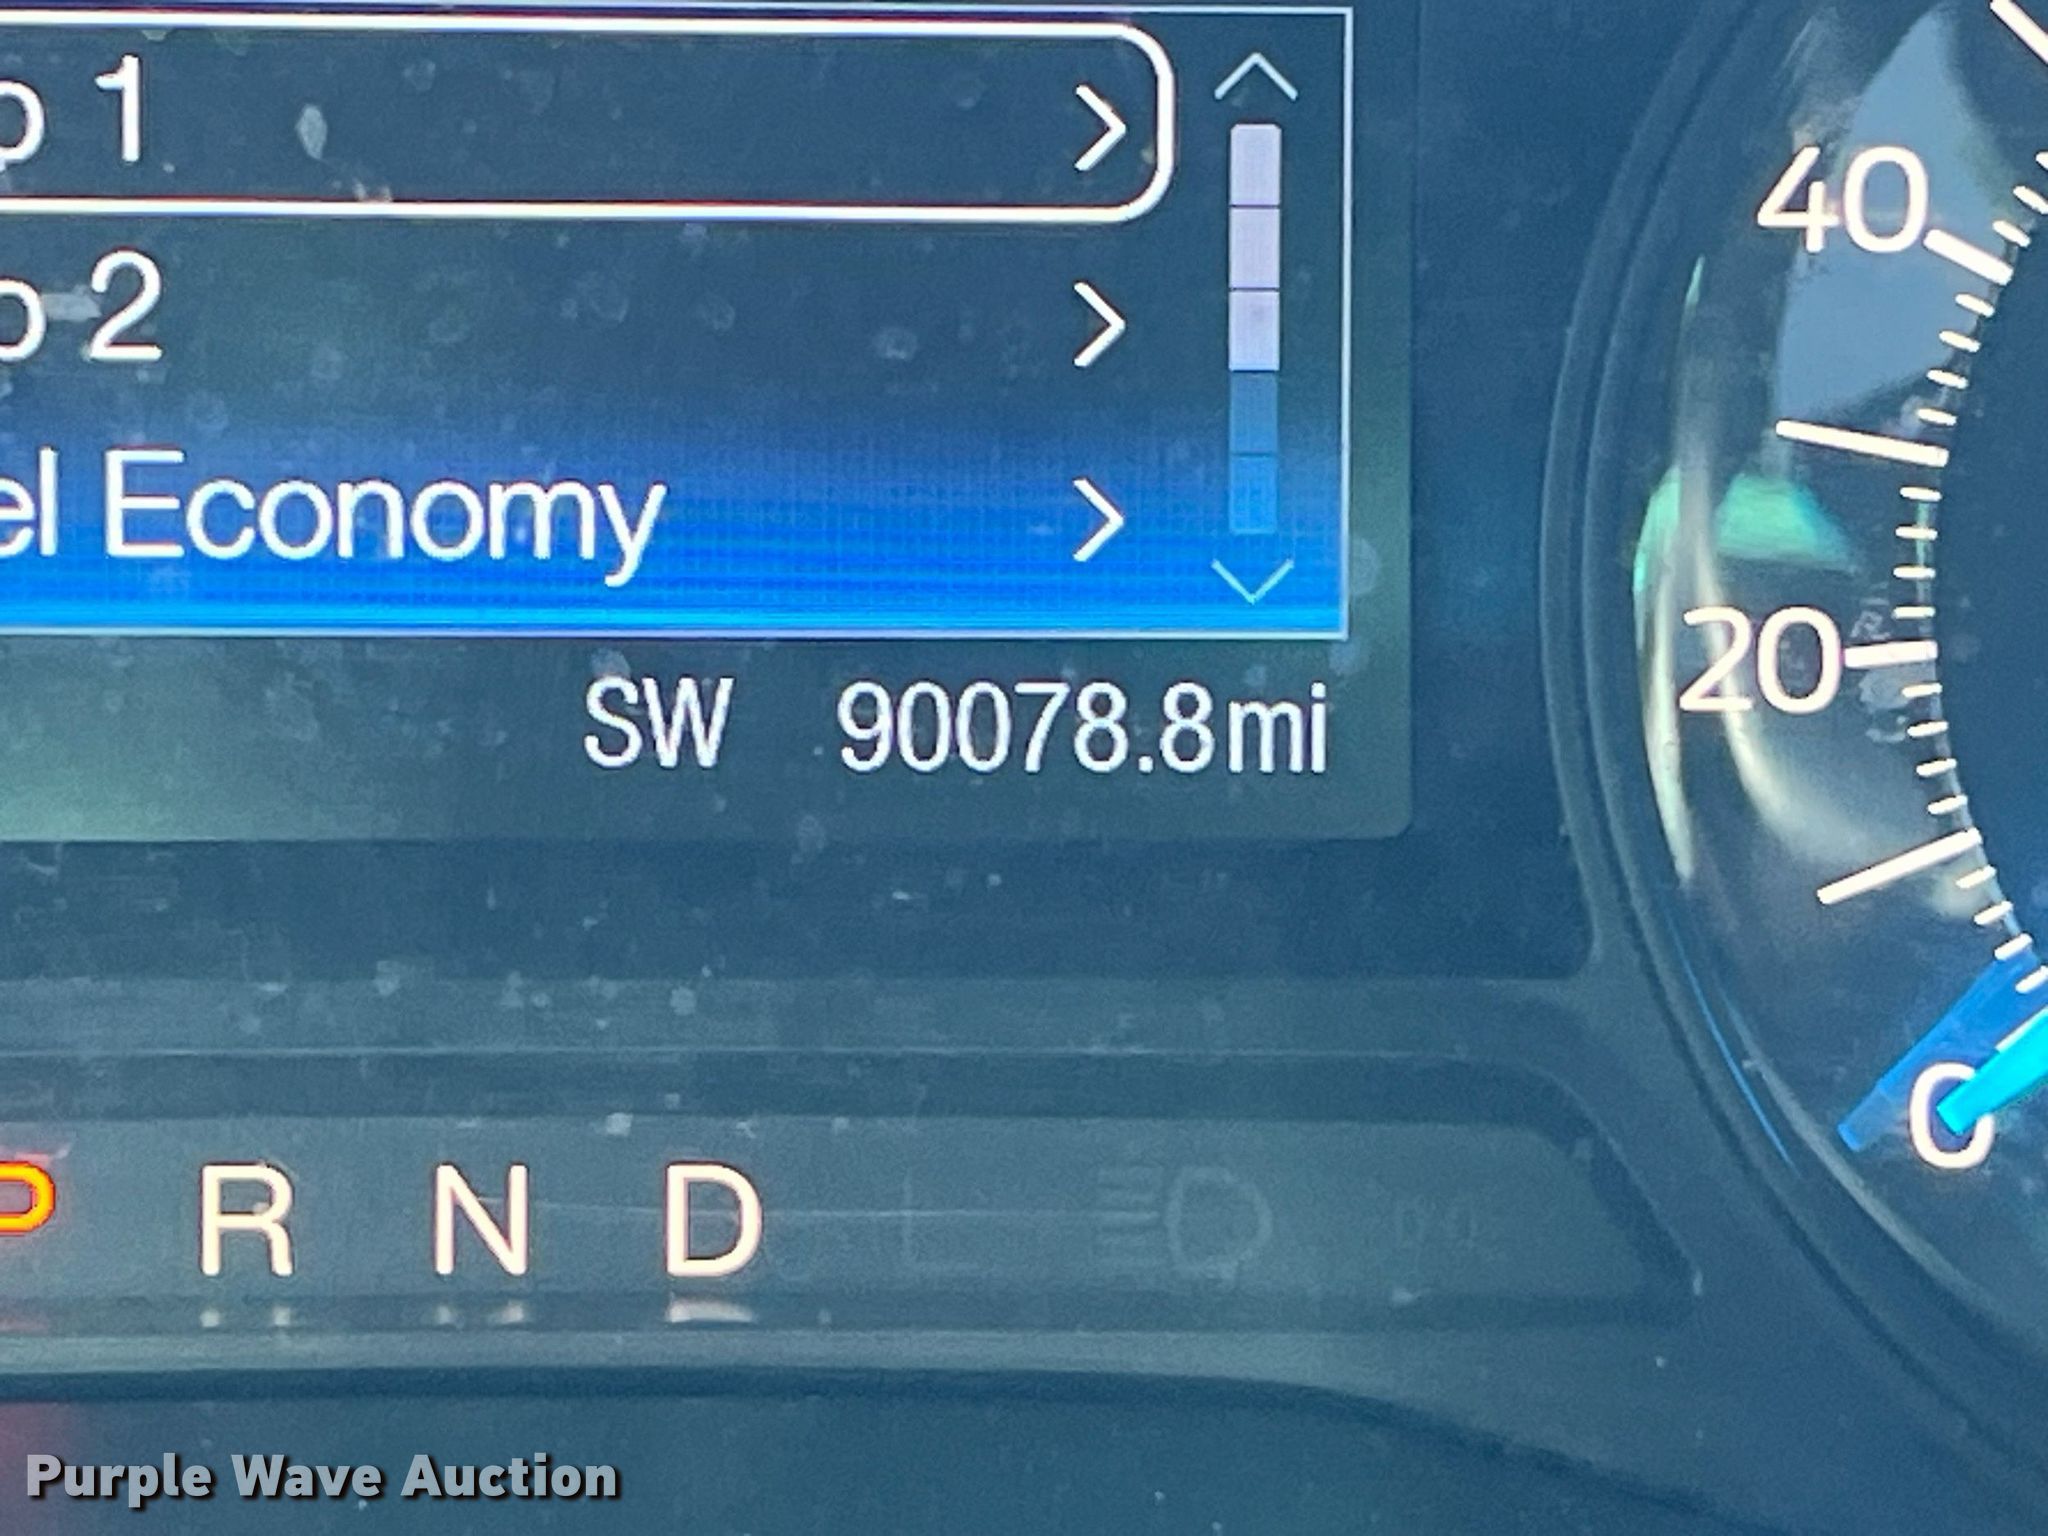 p 1
p 2
el Economy
SW 90078.8mi
40
20
0
P R N D
Purple Wave Auction